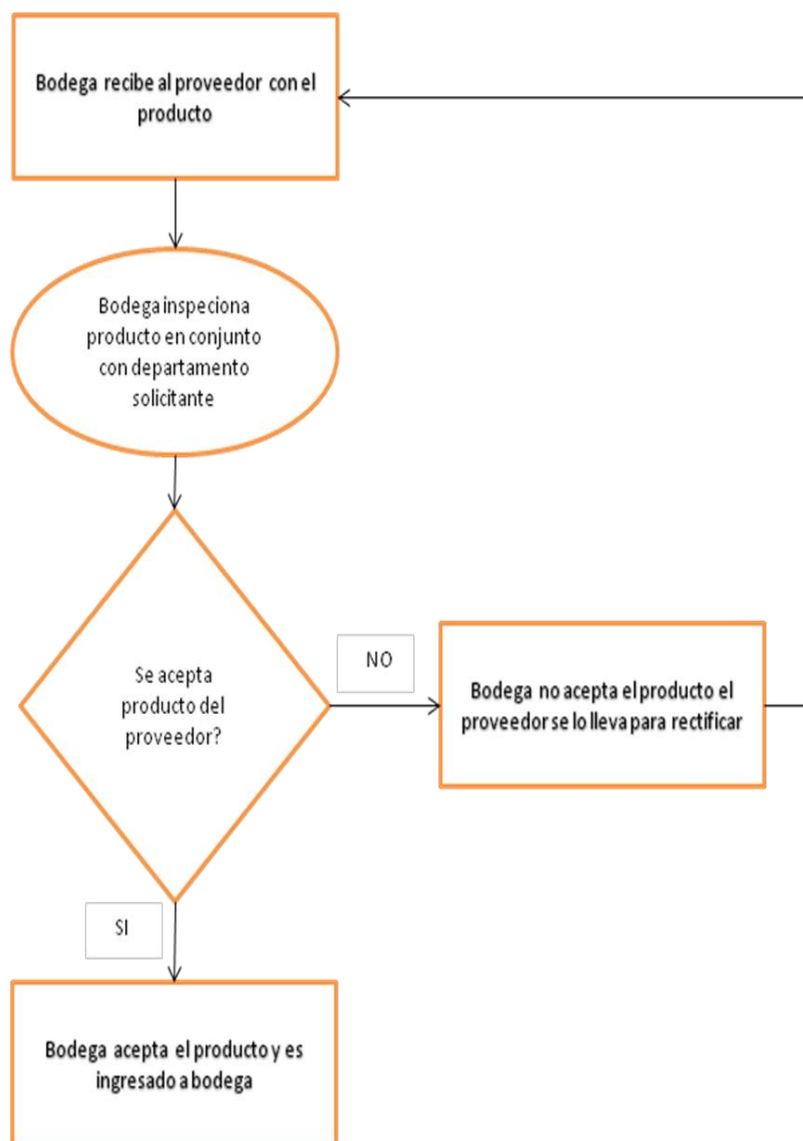 Bodega recibe al proveedor con el
producto
Bodega inspeciona
producto en conjunto
con departamento
solicitante
Se acepta
producto del
proveedor?
NO
Bodega no acepta el producto el
proveedor se lo lleva para rectificar
SI
Bodega acepta el producto y es
ingresado a bodega